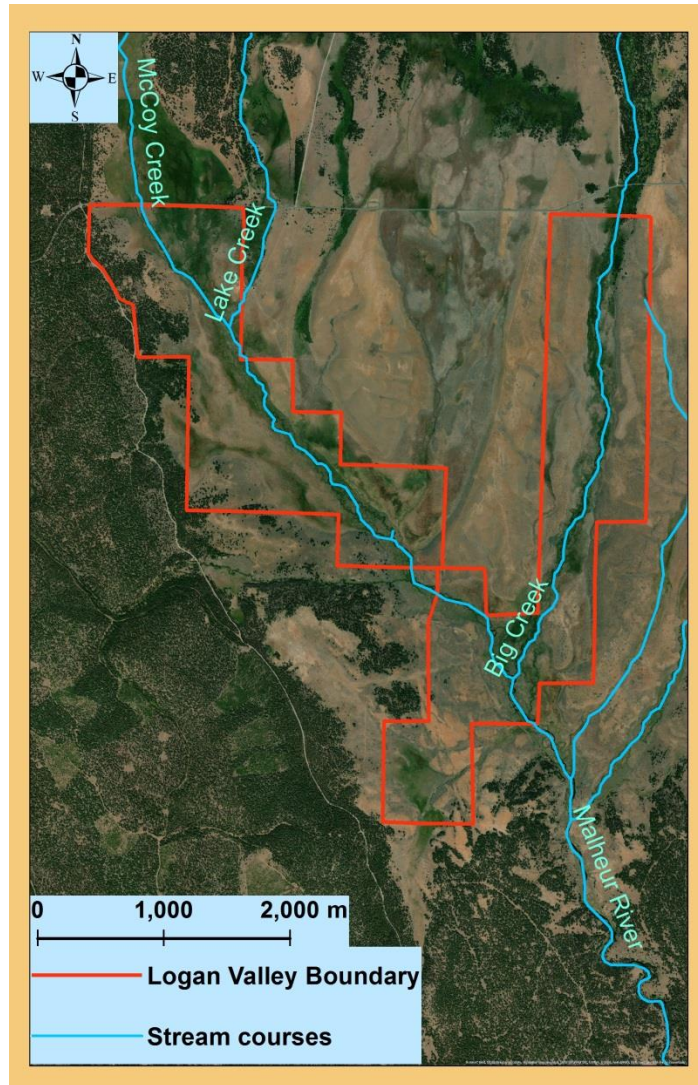 N
W E
S
McCoy Creek
Lake Creek
Big Creek
Malheur River
0 1,000 2,000 m
Logan Valley Boundary
Stream courses